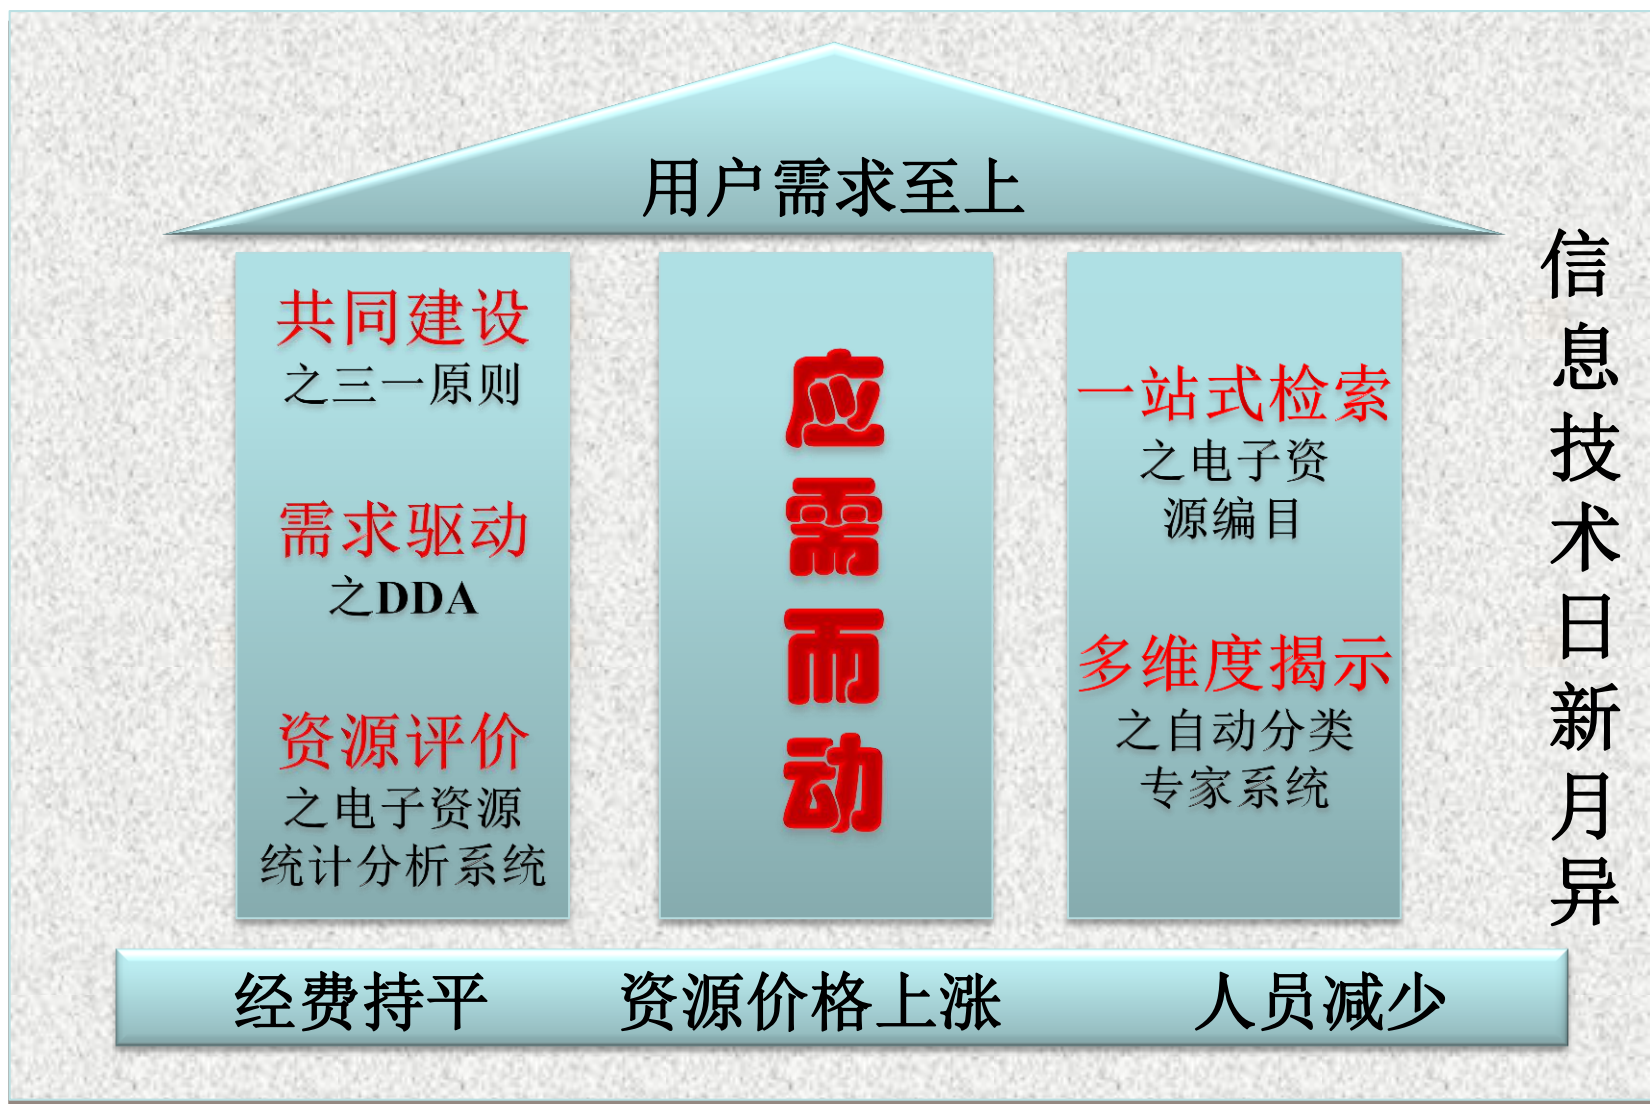 用户需求至上
共同建设
之三一原则
需求驱动
之DDA
资源评价
之电子资源
统计分析系统
应
需
而
动
一站式检索
之电子资
源编目
多维度揭示
之自动分类
专家系统
信
息
技
术
日
新
月
异
经费持平 资源价格上涨 人员减少